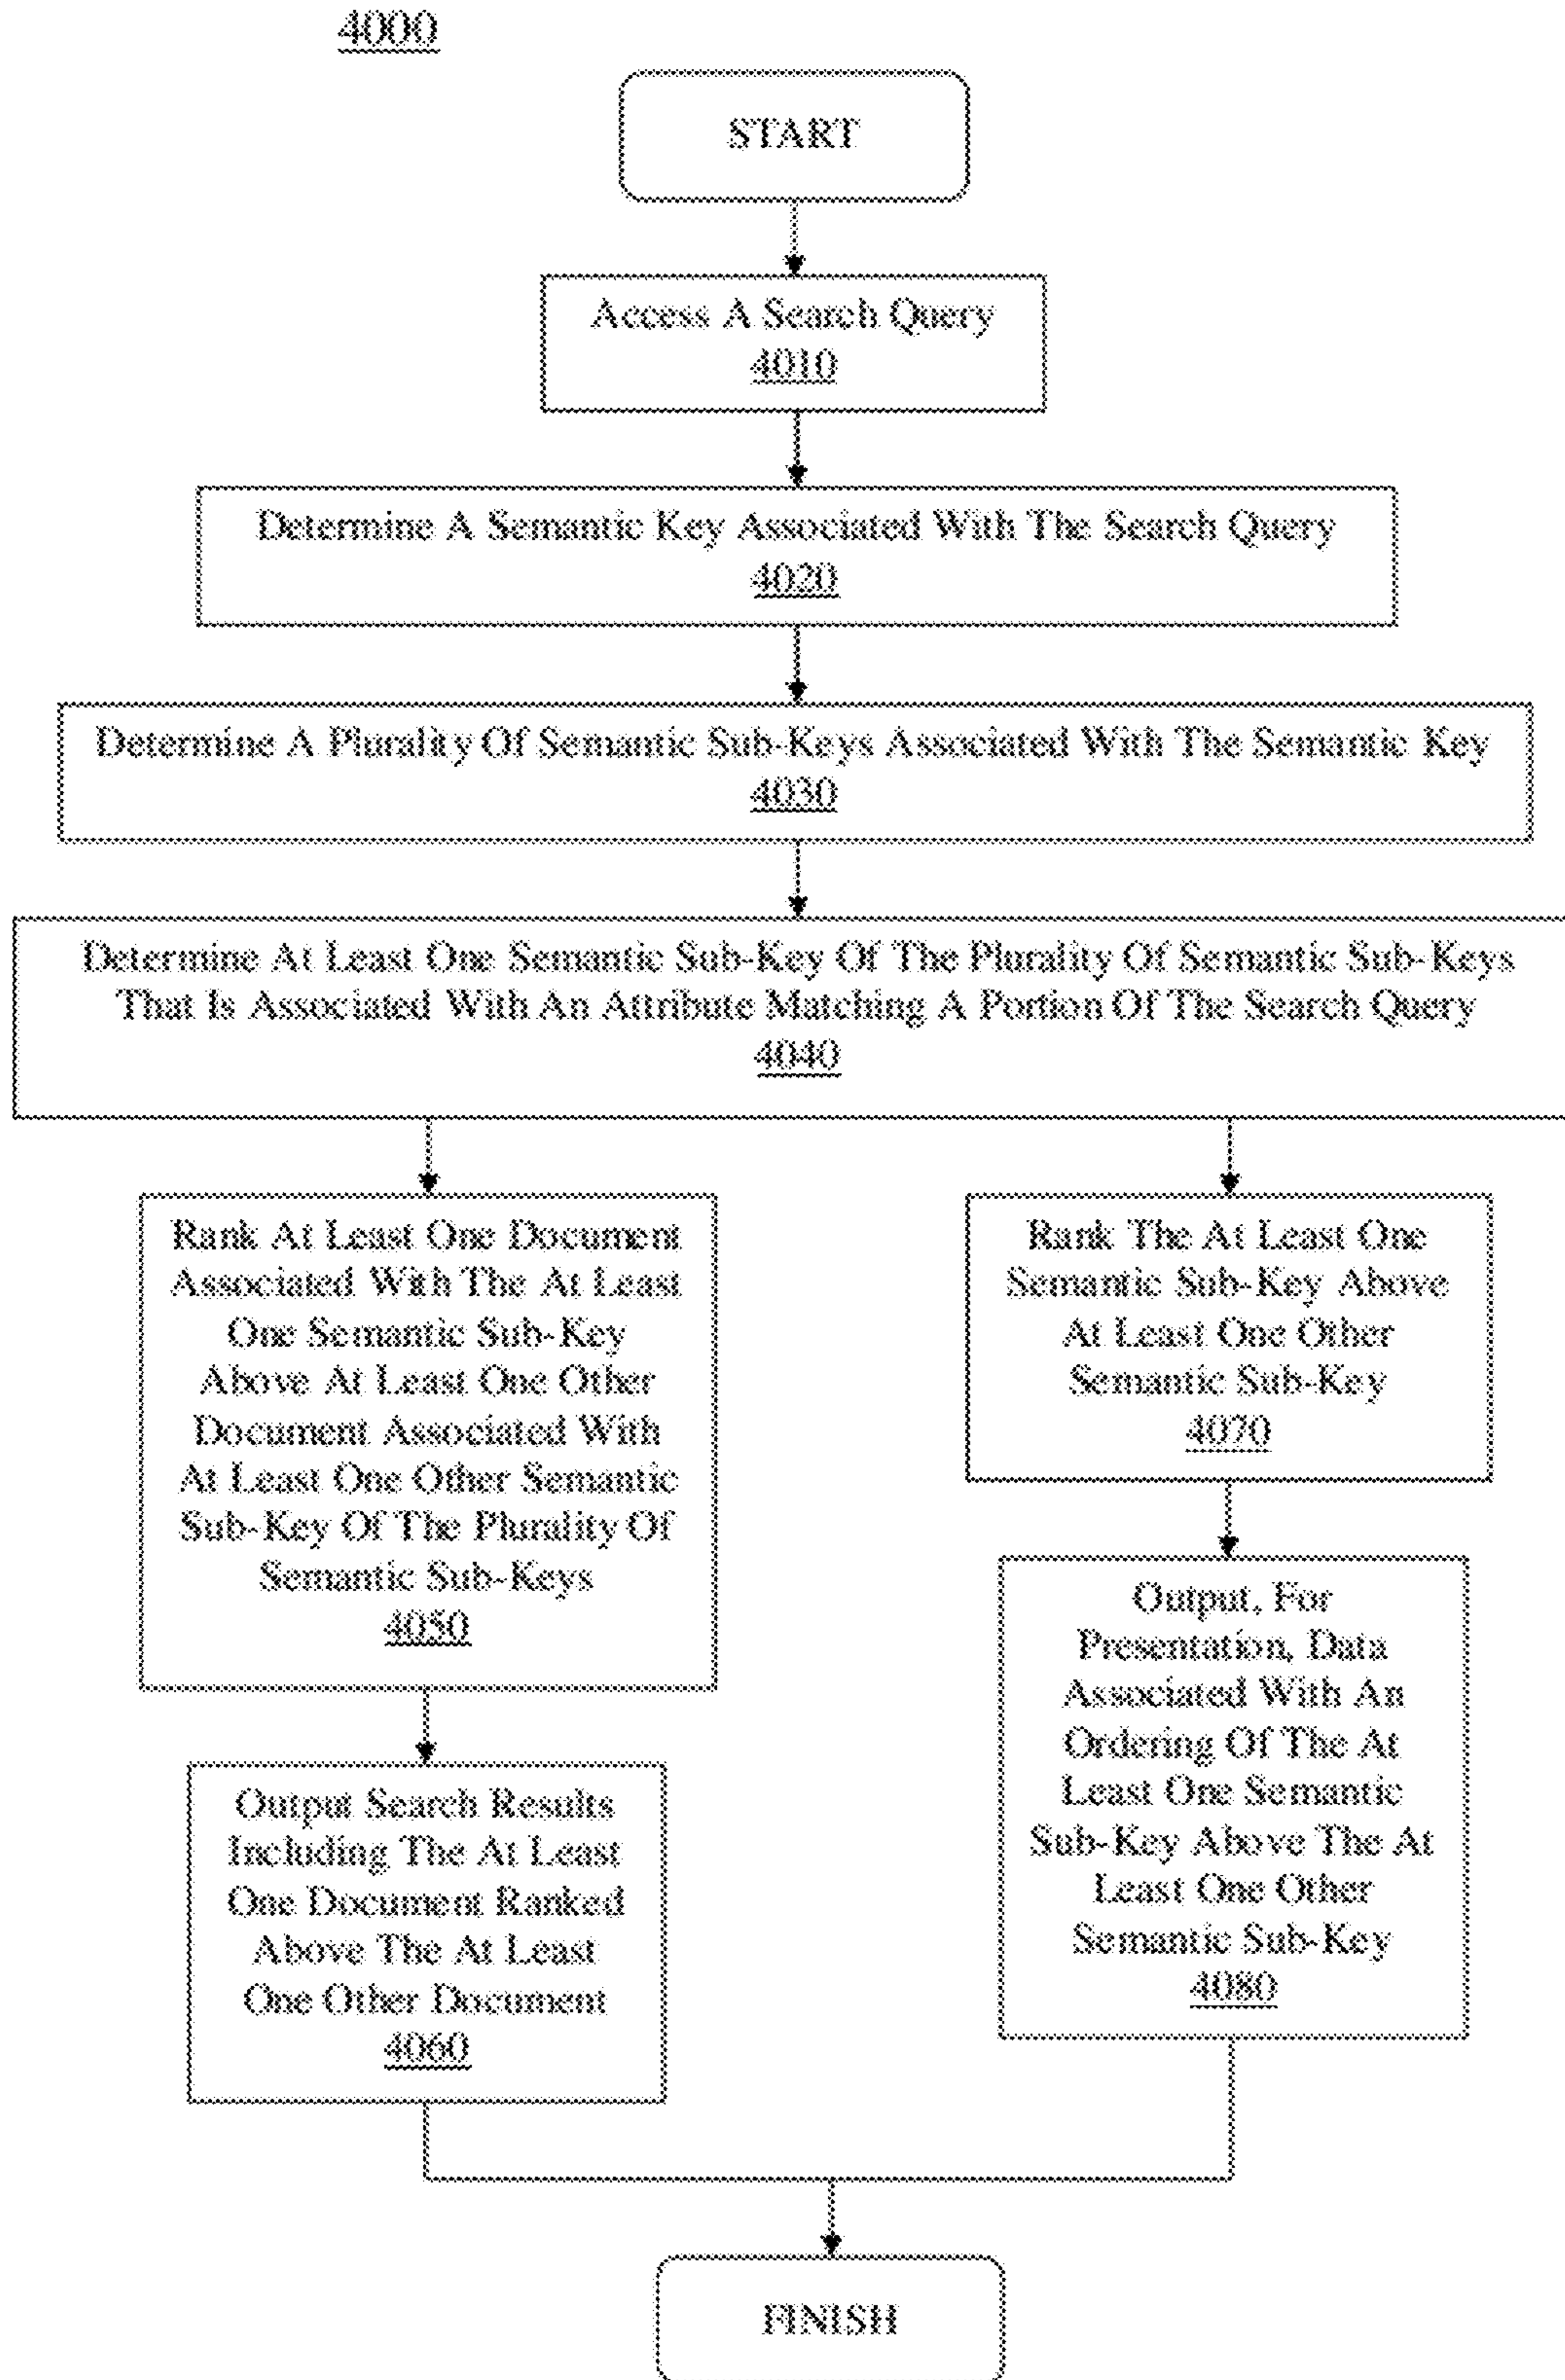 4000
START
Access A Search Query
4010
Determine A Semantic Key Associated With The Search Query
4020
Determine A Plurality Of Semantic Sub-Keys Associated With The Semantic Key
4030
Determine At Least One Semantic Sub-Key Of The Plurality Of Semantic Sub-Keys
That Is Associated With An Attribute Matching A Portion Of The Search Query
4040
Rank At Least One Document
Associated With The At Least
One Semantic Sub-Key
Above At Least One Other
Document Associated With
At Least One Other Semantic
Sub-Key Of The Plurality Of
Semantic Sub-Keys
4050
Output Search Results
Including The At Least
One Document Ranked
Above The At Least
One Other Document
4060
Rank The At Least One
Semantic Sub-Key Above
At Least One Other
Semantic Sub-Key
4070
Output, For
Presentation, Data
Associated With An
Ordering Of The At
Least One Semantic
Sub-Key Above The At
Least One Other
Semantic Sub-Key
4080
FINISH